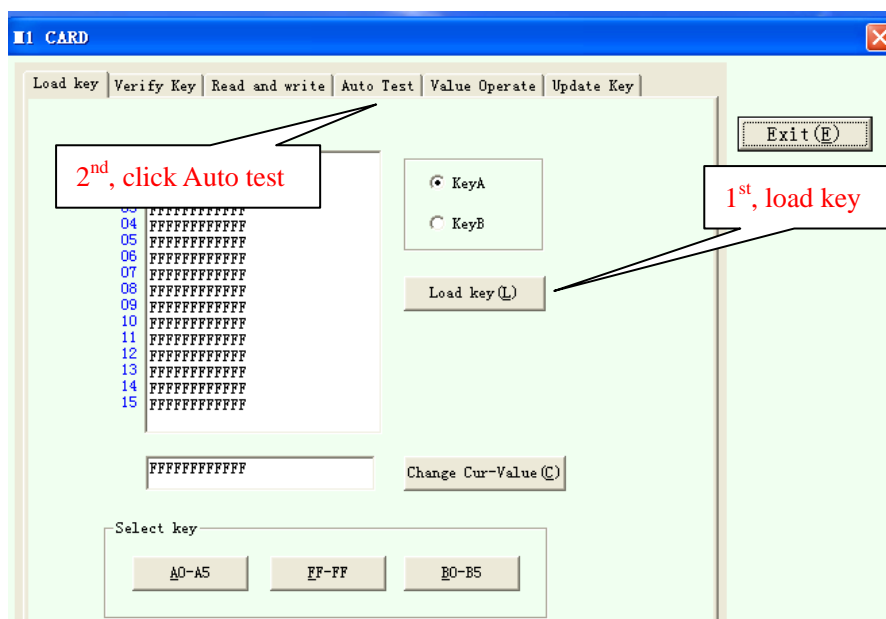 M1 CARD
Load key Verify Key Read and write Auto Test Value Operate Update Key
Exit(E)
2nd, click Auto test
1st, load key
KeyA
KeyB
03 FFFFFFFFFFFF
04 FFFFFFFFFFFF
05 FFFFFFFFFFFF
06 FFFFFFFFFFFF
07 FFFFFFFFFFFF
08 FFFFFFFFFFFF
09 FFFFFFFFFFFF
10 FFFFFFFFFFFF
11 FFFFFFFFFFFF
12 FFFFFFFFFFFF
13 FFFFFFFFFFFF
14 FFFFFFFFFFFF
15 FFFFFFFFFFFF
Load key(L)
FFFFFFFFFFFF
Change Cur-Value(C)
Select key
A0-A5
FF-FF
B0-B5